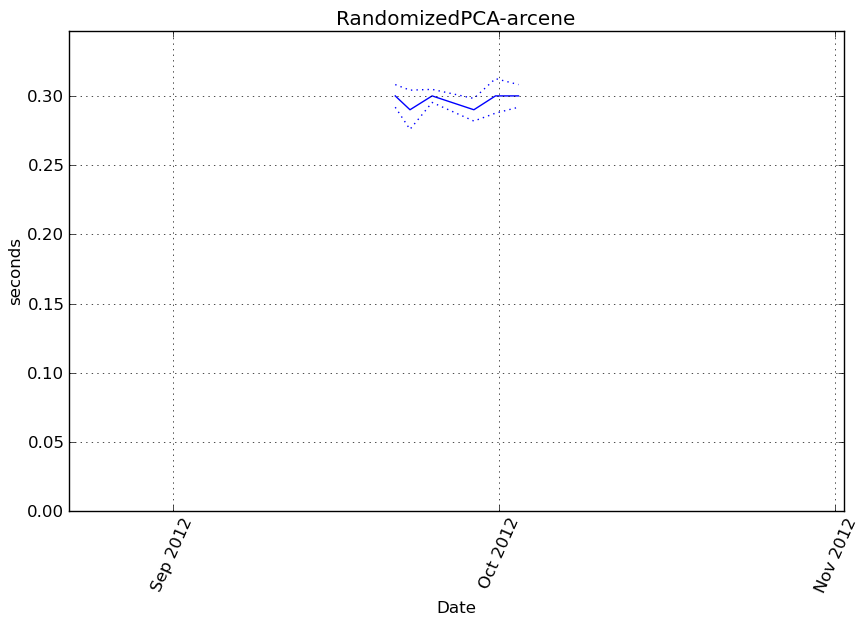 RandomizedPCA-arcene
0.30
0.25
0.20
0.15
0.10
0.05
0.00
seconds
Sep 2012
Oct 2012
Nov 2012
Date